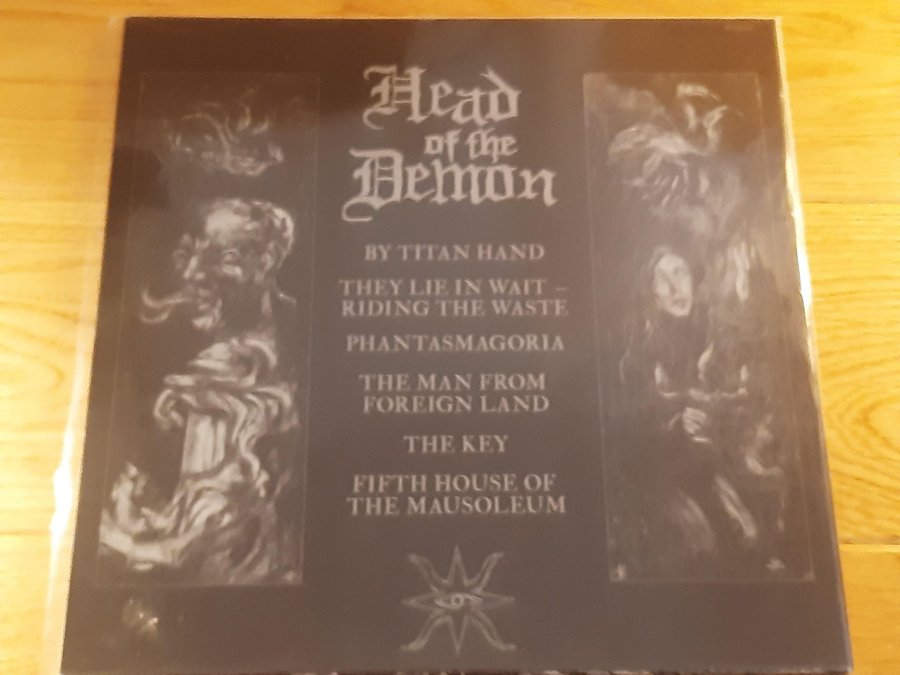 Head
of the
Demon
BY TITAN HAND
THEY LIE IN WAIT –
RIDING THE WASTE
PHANTASMAGORIA
THE MAN FROM
FOREIGN LAND
THE KEY
FIFTH HOUSE OF
THE MAUSOLEUM